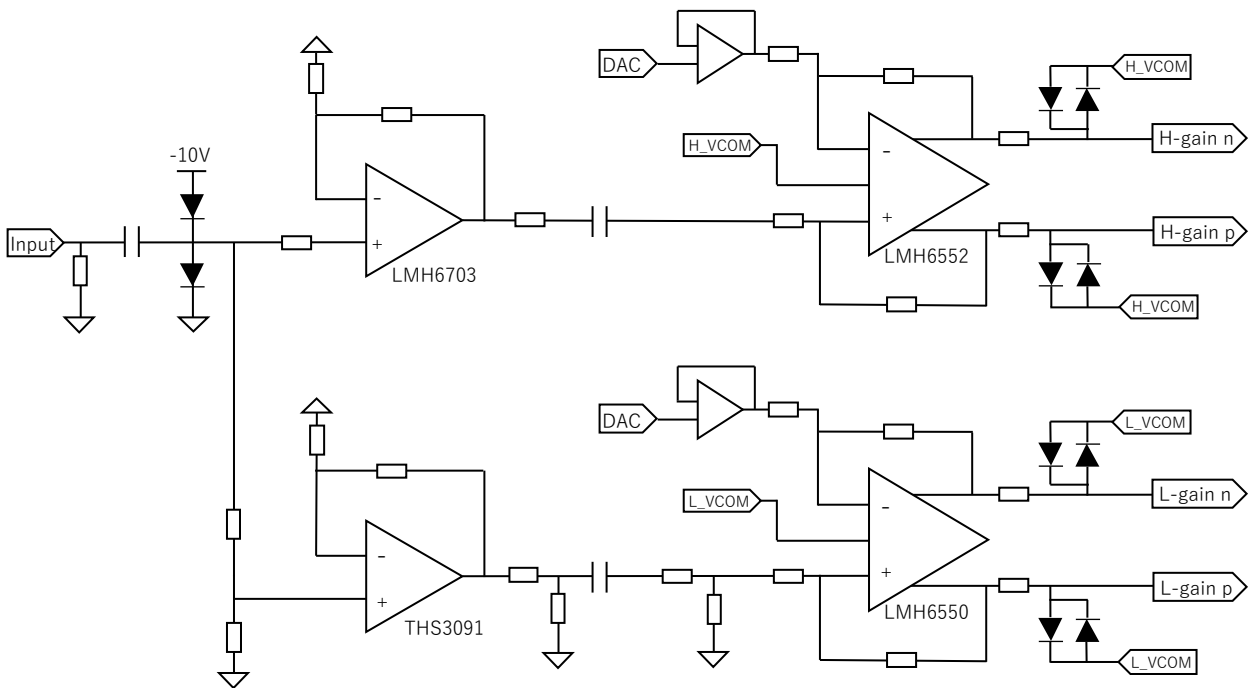 DAC
H_VCOM
H-gain n
H_VCOM
-10V
-
-
Input
+
+
H-gain p
LMH6703
LMH6552
H_VCOM
DAC
L_VCOM
L-gain n
L_VCOM
-
-
+
+
L-gain p
THS3091
LMH6550
L_VCOM